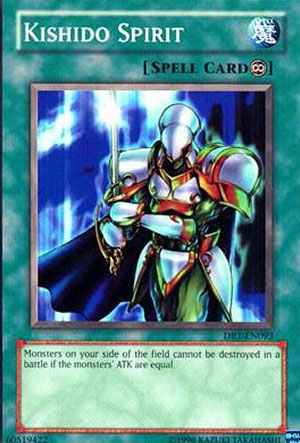 KISHIDO SPIRIT
[SPELL CARD]
DR1-EN093
Monsters on your side of the field cannot be destroyed in a
battle if the monsters' ATK are equal.
60519422
©1996 KAZUKI TAKAHASHI